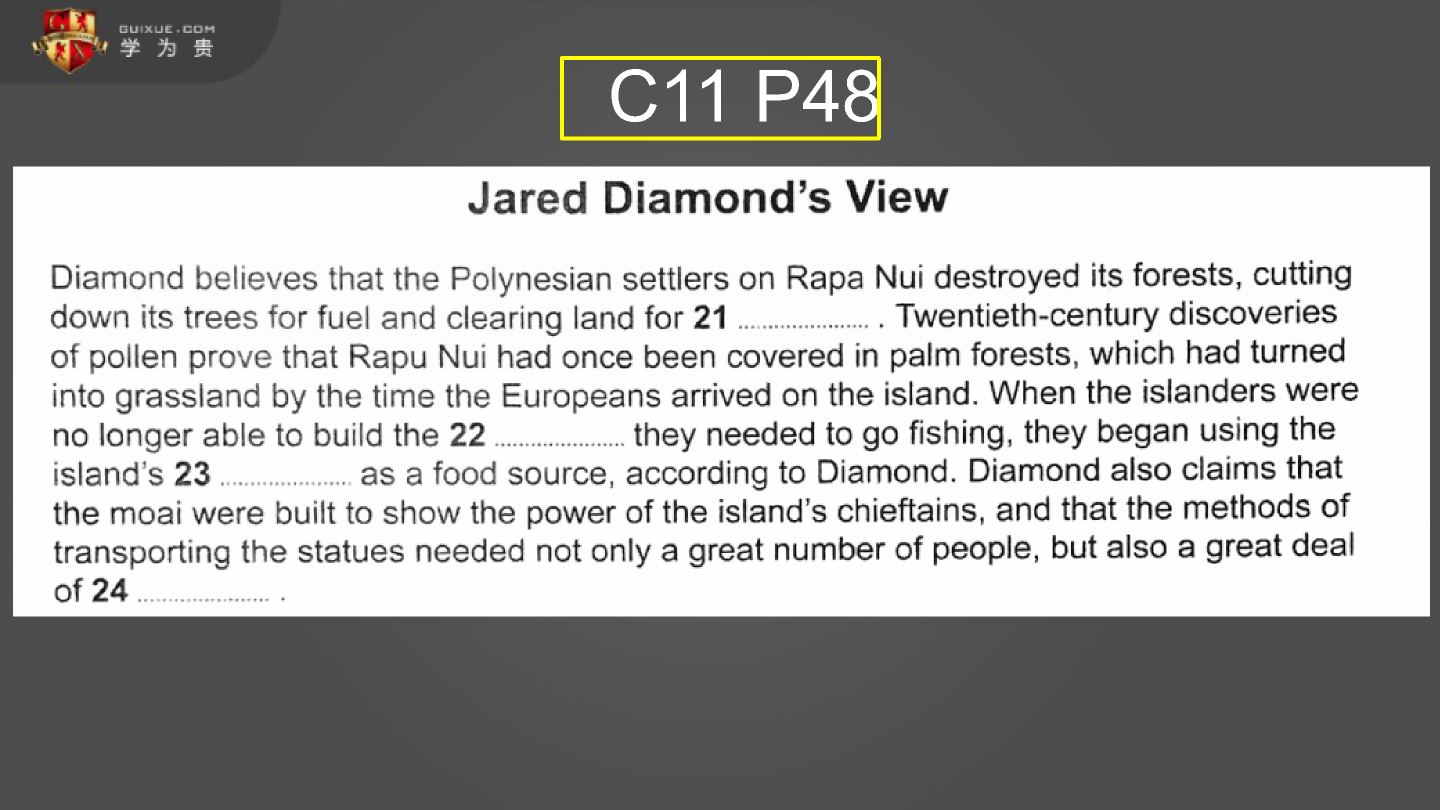 GUIXUE.COM
学为贵
C11 P48
Jared Diamond's View
Diamond believes that the Polynesian settlers on Rapa Nui destroyed its forests, cutting
down its trees for fuel and clearing land for 21 ...................... . Twentieth-century discoveries
of pollen prove that Rapu Nui had once been covered in palm forests, which had turned
into grassland by the time the Europeans arrived on the island. When the islanders were
no longer able to build the 22 ...................... they needed to go fishing, they began using the
island's 23 ...................... as a food source, according to Diamond. Diamond also claims that
the moai were built to show the power of the island's chieftains, and that the methods of
transporting the statues needed not only a great number of people, but also a great deal
of 24 ...................... .